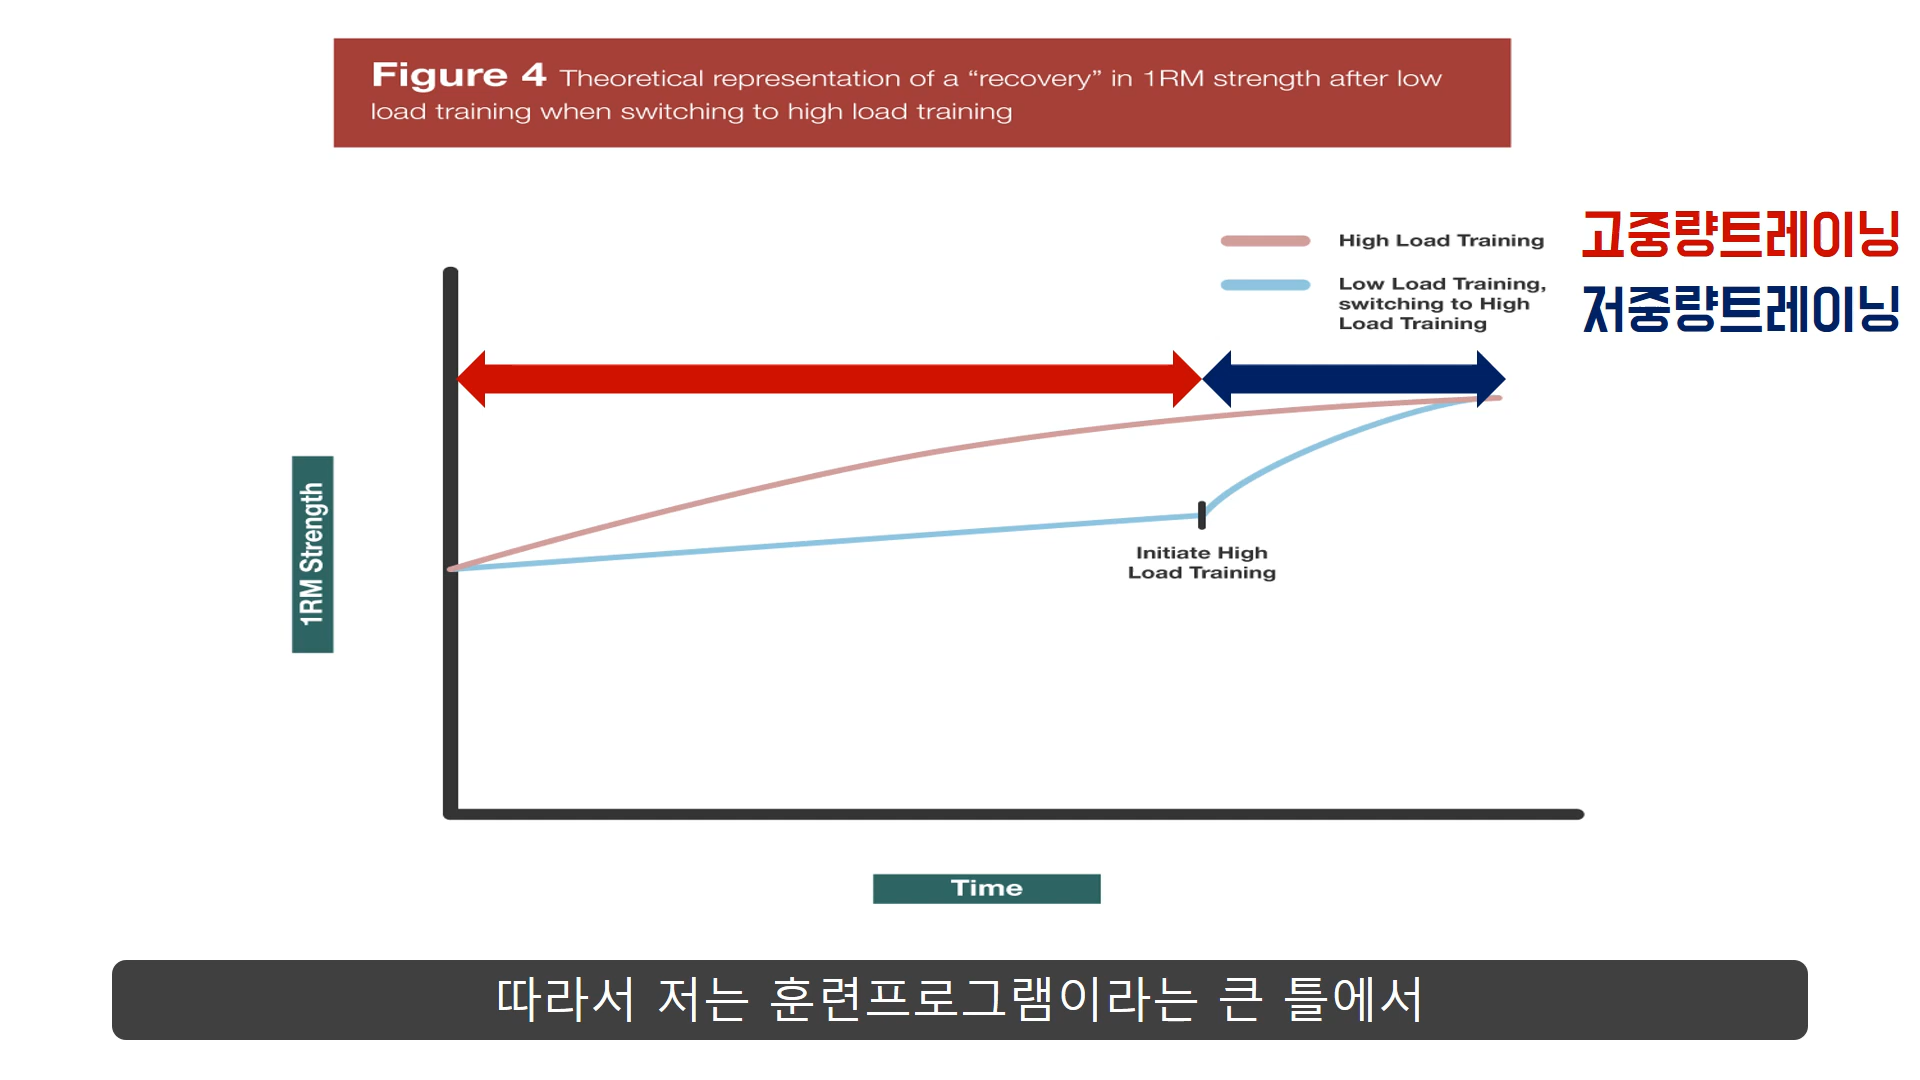 Figure 4 Theoretical representation of a “recovery” in 1RM strength after low
load training when switching to high load training
High Load Training
고중량트레이닝
Low Load Training,
switching to High
Load Training
저중량트레이닝
1RM Strength
Initiate High
Load Training
Time
따라서 저는 훈련프로그램이라는 큰 틀에서